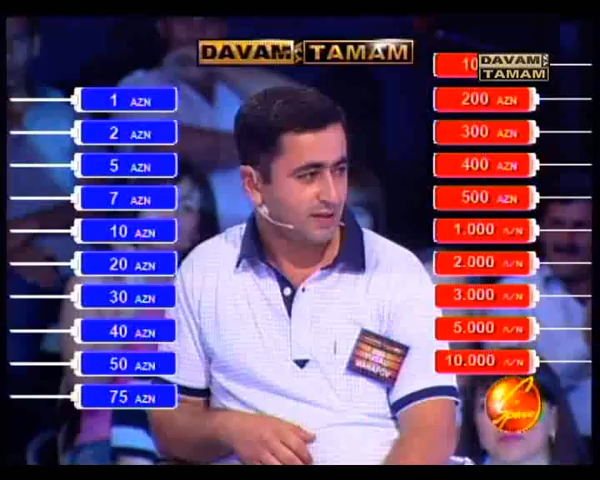 DAVAM TAMAM
DAVAM
TAMAM
1 AZN
2 AZN
5 AZN
7 AZN
10 AZN
20 AZN
30 AZN
40 AZN
50 AZN
75 AZN
10
200 AZN
300 AZN
400 AZN
500 AZN
1.000 AZN
2.000 AZN
3.000 AZN
5.000 AZN
10.000 AZN